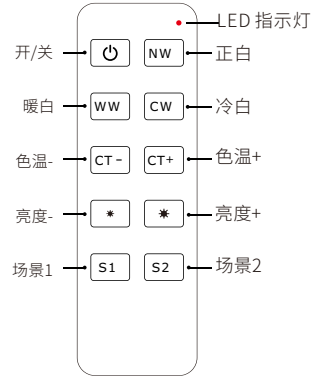 LED 指示灯
开/关 NW 正白
暖白 WW CW 冷白
色温- CT- CT+ 色温+
亮度- 亮度+
场景1 S1 S2 场景2